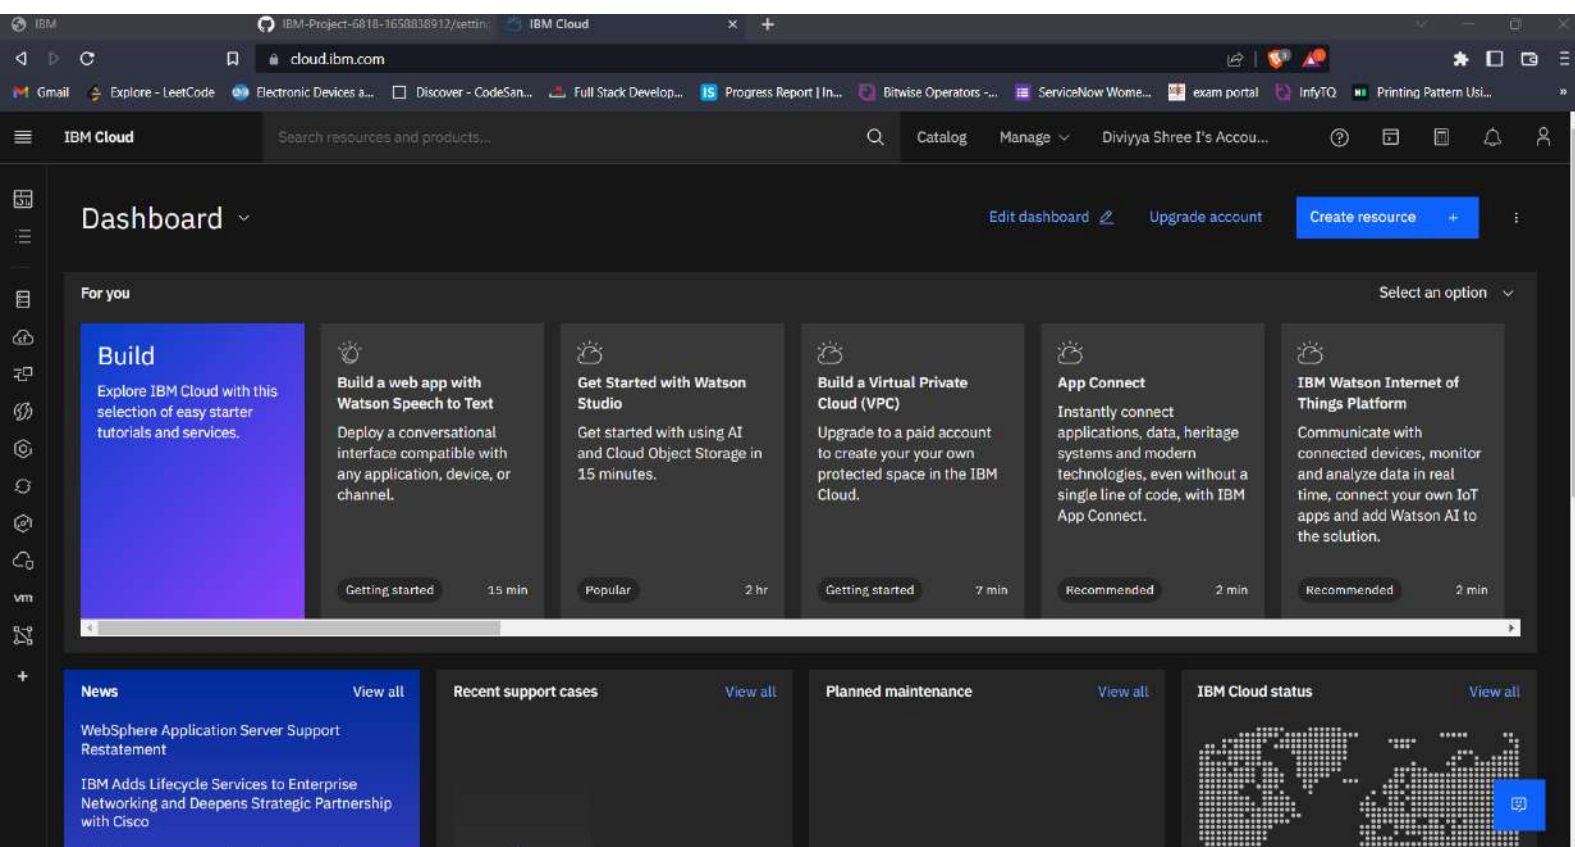 IBM
IBM-Project-6818-1658838912/settin
IBM Cloud
cloud.ibm.com
Gmail
Explore - LeetCode
Electronic Devices a...
Discover - CodeSan...
Full Stack Develop...
IS
Progress Report | In...
Bitwise Operators -...
ServiceNow Wome...
exam portal
InfyTQ
Printing Pattern Usi...
»
IBM Cloud
Search resources and products...
Catalog
Manage
Diviyya Shree I's Accou...
Dashboard
Edit dashboard
Upgrade account
Create resource +
For you
Select an option
Build
Explore IBM Cloud with this
selection of easy starter
tutorials and services.
Build a web app with
Watson Speech to Text
Deploy a conversational
interface compatible with
any application, device, or
channel.
Getting started
15 min
Get Started with Watson
Studio
Get started with using AI
and Cloud Object Storage in
15 minutes.
Popular
2 hr
Build a Virtual Private
Cloud (VPC)
Upgrade to a paid account
to create your your own
protected space in the IBM
Cloud.
Getting started
7 min
App Connect
Instantly connect
applications, data, heritage
systems and modern
technologies, even without a
single line of code, with IBM
App Connect.
Recommended
2 min
IBM Watson Internet of
Things Platform
Communicate with
connected devices, monitor
and analyze data in real
time, connect your own IoT
apps and add Watson AI to
the solution.
Recommended
2 min
vm
News
View all
WebSphere Application Server Support
Restatement
IBM Adds Lifecycle Services to Enterprise
Networking and Deepens Strategic Partnership
with Cisco
Recent support cases
View all
Planned maintenance
View all
IBM Cloud status
View all